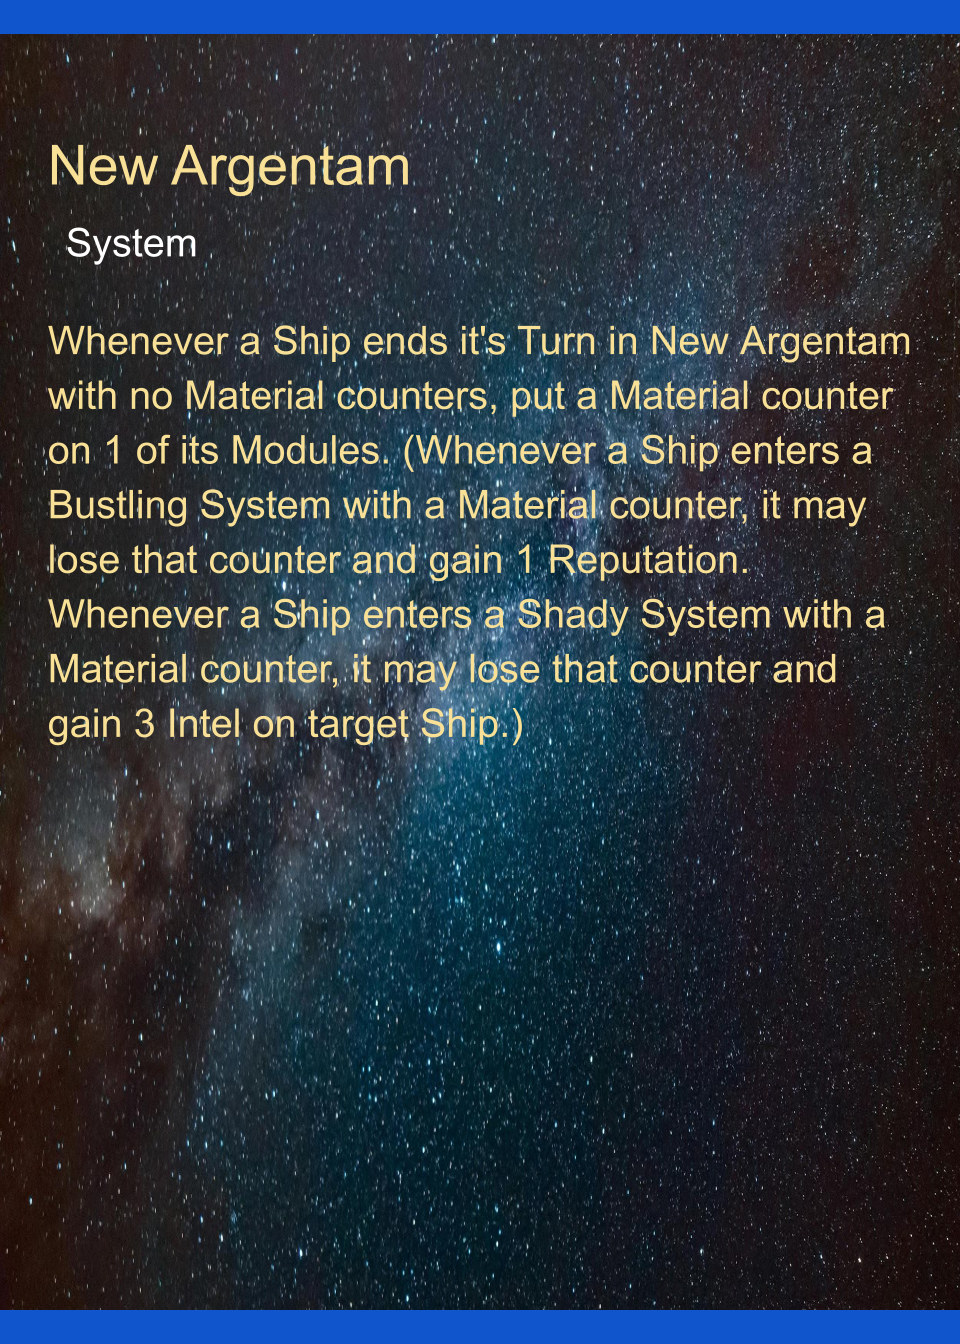 New Argentam
System
Whenever a Ship ends it's Turn in New Argentam
with no Material counters, put a Material counter
on 1 of its Modules. (Whenever a Ship enters a
Bustling System with a Material counter, it may
lose that counter and gain 1 Reputation.
Whenever a Ship enters a Shady System with a
Material counter, it may lose that counter and
gain 3 Intel on target Ship.)